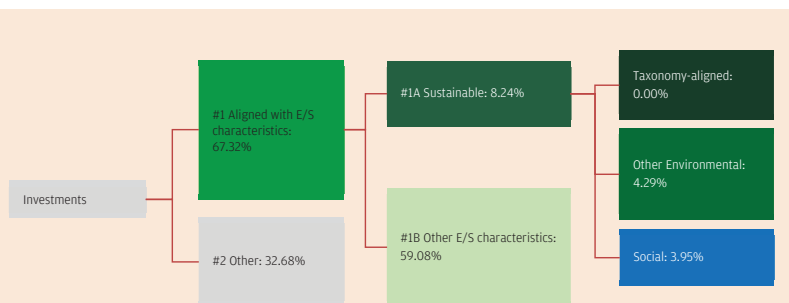 Investments
#1 Aligned with E/S
characteristics:
67.32%
#2 Other: 32.68%
#1A Sustainable: 8.24%
#1B Other E/S characteristics:
59.08%
Taxonomy-aligned:
0.00%
Other Environmental:
4.29%
Social: 3.95%